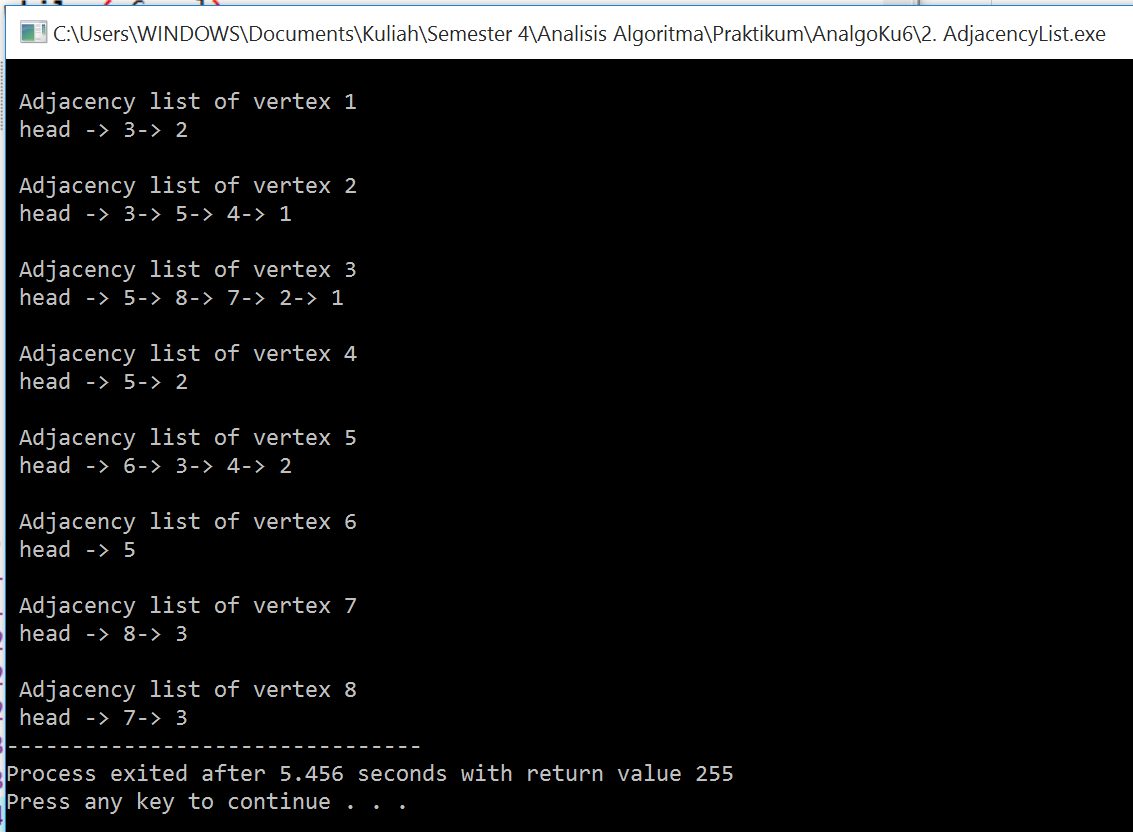 C:\Users\WINDOWS\Documents\Kuliah\Semester 4\Analisis Algoritma\Praktikum\AnalgoKu6\2. AdjacencyList.exe
Adjacency list of vertex 1
head -> 3-> 2
Adjacency list of vertex 2
head -> 3-> 5-> 4-> 1
Adjacency list of vertex 3
head -> 5-> 8-> 7-> 2-> 1
Adjacency list of vertex 4
head -> 5-> 2
Adjacency list of vertex 5
head -> 6-> 3-> 4-> 2
Adjacency list of vertex 6
head -> 5
Adjacency list of vertex 7
head -> 8-> 3
Adjacency list of vertex 8
head -> 7-> 3
--------------------------------
Process exited after 5.456 seconds with return value 255
Press any key to continue . . .